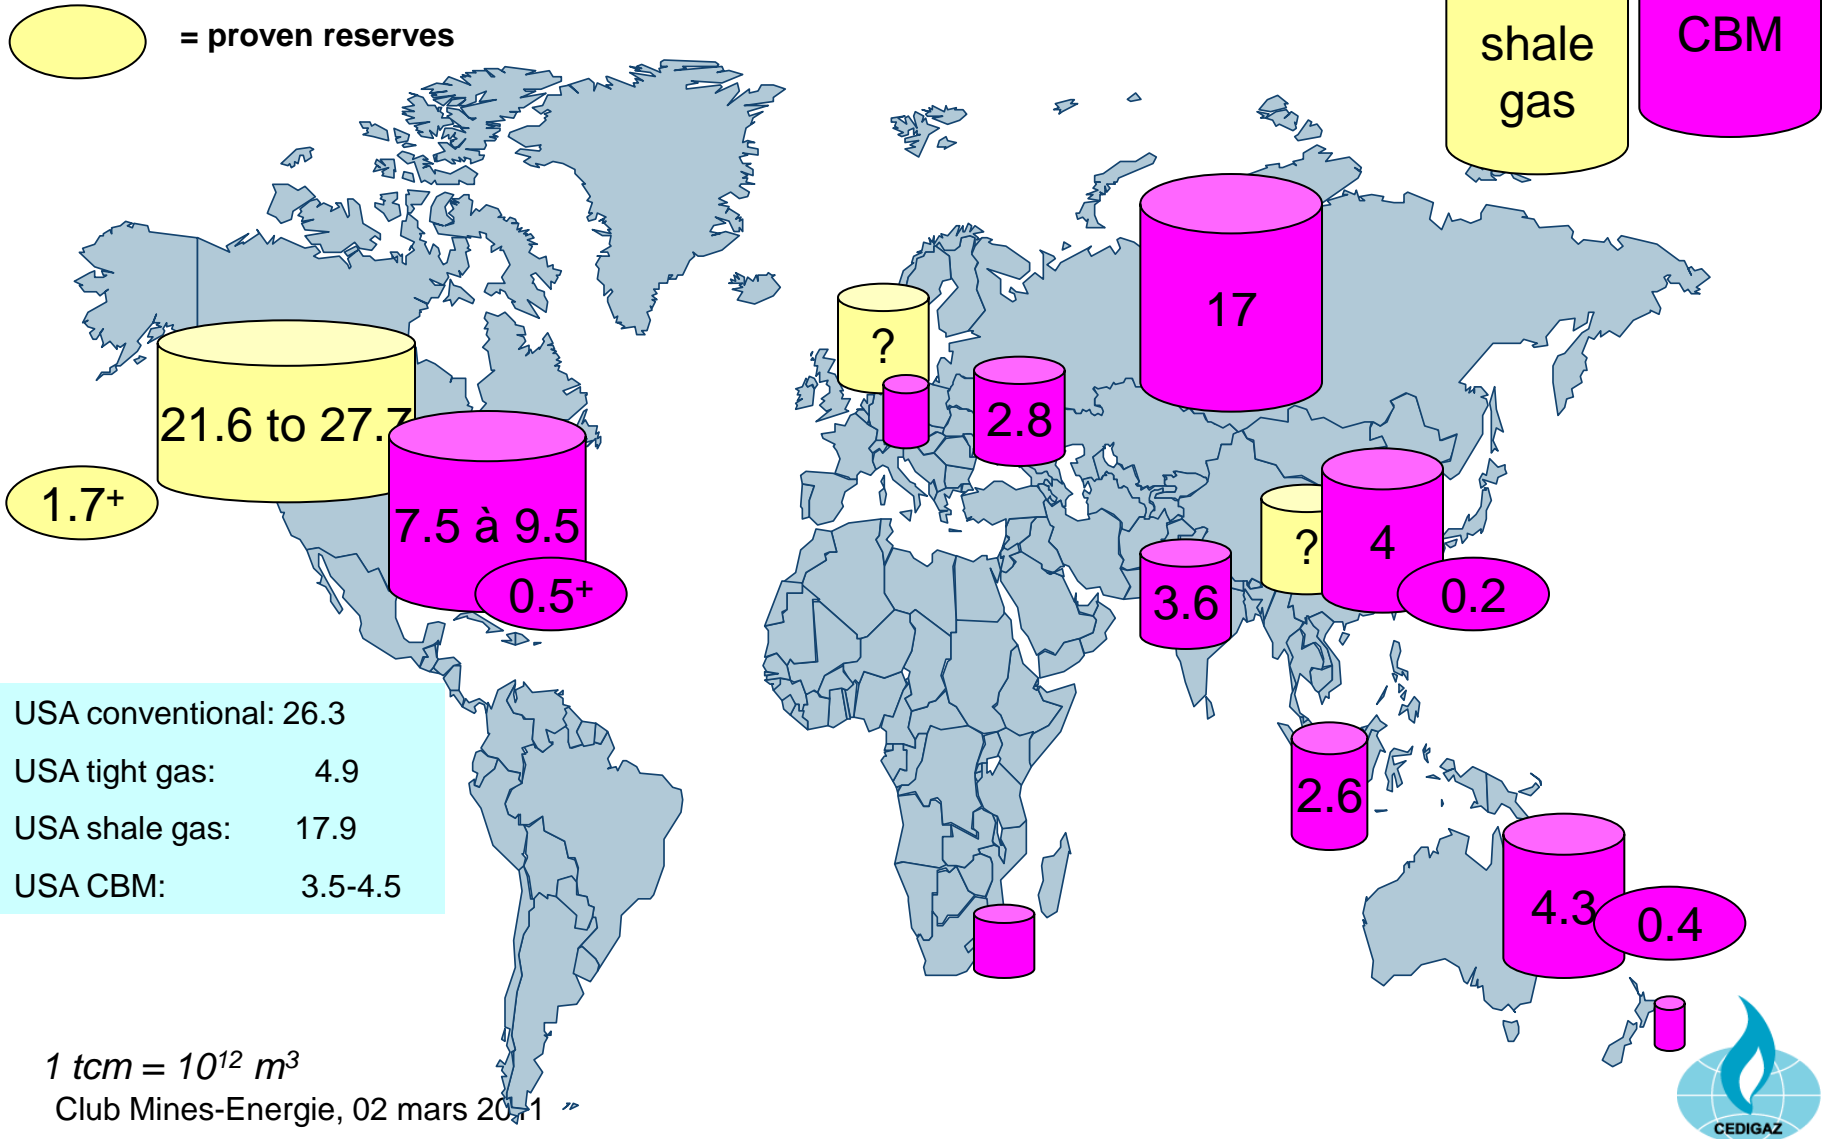 = proven reserves
shale
gas
CBM
17
?
21.6 to 27.7
2.8
1.7+
7.5 à 9.5
0.5+
?
4
3.6
0.2
USA conventional: 26.3
USA tight gas: 4.9
USA shale gas: 17.9
USA CBM: 3.5-4.5
2.6
4.3
0.4
1 tcm = 10¹² m³
Club Mines-Energie, 02 mars 2011
CEDIGAZ